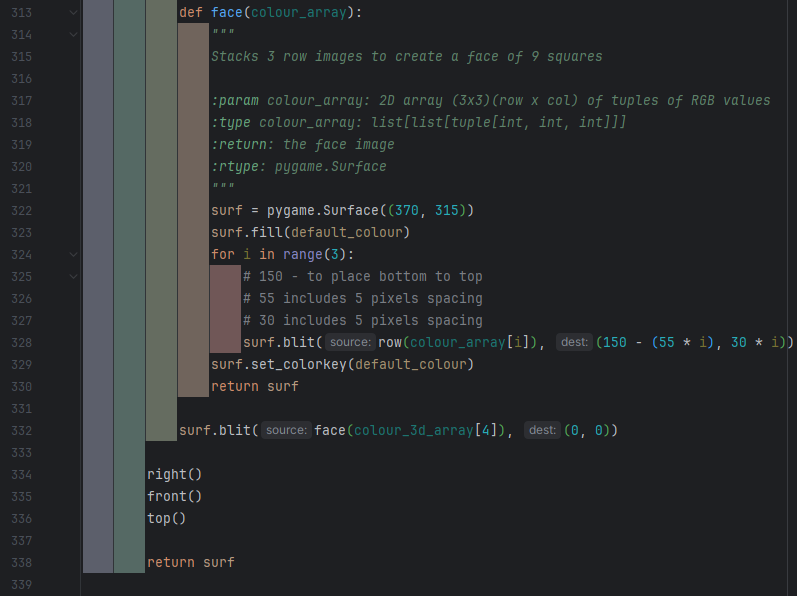 313 def face(colour_array):
314 """
315 Stacks 3 row images to create a face of 9 squares
316
317 :param colour_array: 2D array (3x3)(row x col) of tuples of RGB values
318 :type colour_array: list[list[tuple[int, int, int]]]
319 :return: the face image
320 :rtype: pygame.Surface
321 """
322 surf = pygame.Surface((370, 315))
323 surf.fill(default_colour)
324 for i in range(3):
325 # 150 - to place bottom to top
326 # 55 includes 5 pixels spacing
327 # 30 includes 5 pixels spacing
328 surf.blit( source: row(colour_array[i]), dest: (150 - (55 * i), 30 * i))
329 surf.set_colorkey(default_colour)
330 return surf
331
332 surf.blit( source: face(colour_3d_array[4]), dest: (0, 0))
333
334 right()
335 front()
336 top()
337
338 return surf
339